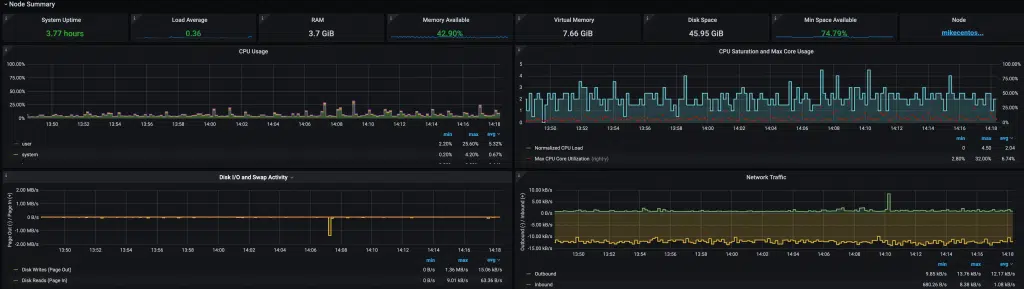 Node Summary
System Uptime
3.77 hours
Load Average
0.36
RAM
3.7 GiB
Memory Available
42.90%
Virtual Memory
7.66 GiB
Disk Space
45.95 GiB
Min Space Available
74.79%
Node
mikecentos...
CPU Usage
100.00%
75.00%
50.00%
25.00%
0%
13:50 13:52 13:54 13:56 13:58 14:00 14:02 14:04 14:06 14:08 14:10 14:12 14:14 14:16 14:18
min max avg
user 2.20% 25.60% 5.32%
system 0.20% 4.20% 0.67%
CPU Saturation and Max Core Usage
5 100.00%
4 75.00%
3
2 50.00%
1 25.00%
0 0%
13:50 13:52 13:54 13:56 13:58 14:00 14:02 14:04 14:06 14:08 14:10 14:12 14:14 14:16 14:18
min max avg
Normalized CPU Load 0 4.50 2.04
Max CPU Core Utilization (right-y) 2.80% 32.00% 6.74%
Disk I/O and Swap Activity
Page Out (-) / Page In (+)
2.00 MB/s
1.00 MB/s
0 B/s
-1.00 MB/s
-2.00 MB/s
13:50 13:52 13:54 13:56 13:58 14:00 14:02 14:04 14:06 14:08 14:10 14:12 14:14 14:16 14:18
min max avg
Disk Writes (Page Out) 0 B/s 1.36 MB/s 15.06 kB/s
Disk Reads (Page In) 0 B/s 9.01 kB/s 63.36 B/s
Network Traffic
Outbound (-) / Inbound (+)
10.00 kB/s
5.00 kB/s
0 B/s
-5.00 kB/s
-10.00 kB/s
-15.00 kB/s
13:50 13:52 13:54 13:56 13:58 14:00 14:02 14:04 14:06 14:08 14:10 14:12 14:14 14:16 14:18
min max avg
Outbound 9.85 kB/s 13.76 kB/s 12.17 kB/s
Inbound 680.26 B/s 8.38 kB/s 1.08 kB/s